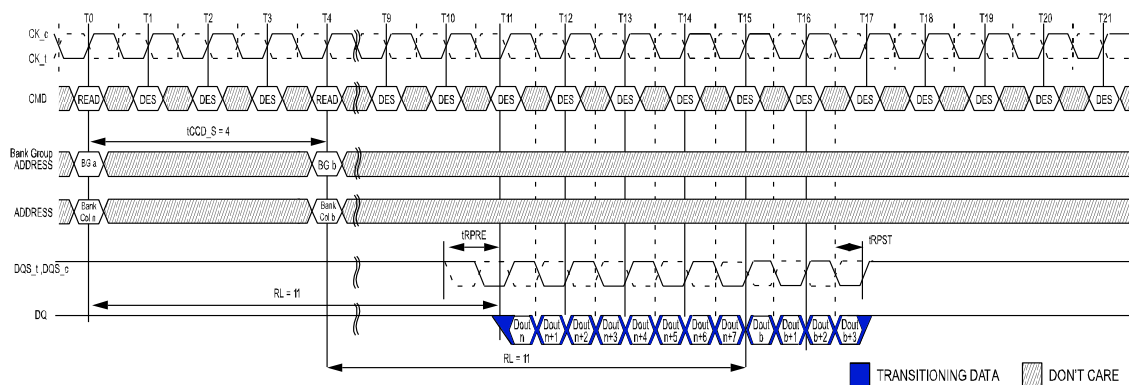 T0 T1 T2 T3 T4 T9 T10 T11 T12 T13 T14 T15 T16 T17 T18 T19 T20 T21
CK_c
CK_t
CMD READ DES DES DES READ DES DES DES DES DES DES DES DES DES DES DES DES DES
tCCD_S = 4
Bank Group
ADDRESS BG a BG b
ADDRESS Bank Col n Bank Col b
tRPRE tRPST
DQS_t ,DQS_c
RL = 11
DQ Dout n Dout n+1 Dout n+2 Dout n+3 Dout n+4 Dout n+5 Dout n+6 Dout n+7 Dout b Dout b+1 Dout b+2 Dout b+3
RL = 11
TRANSITIONING DATA DON'T CARE